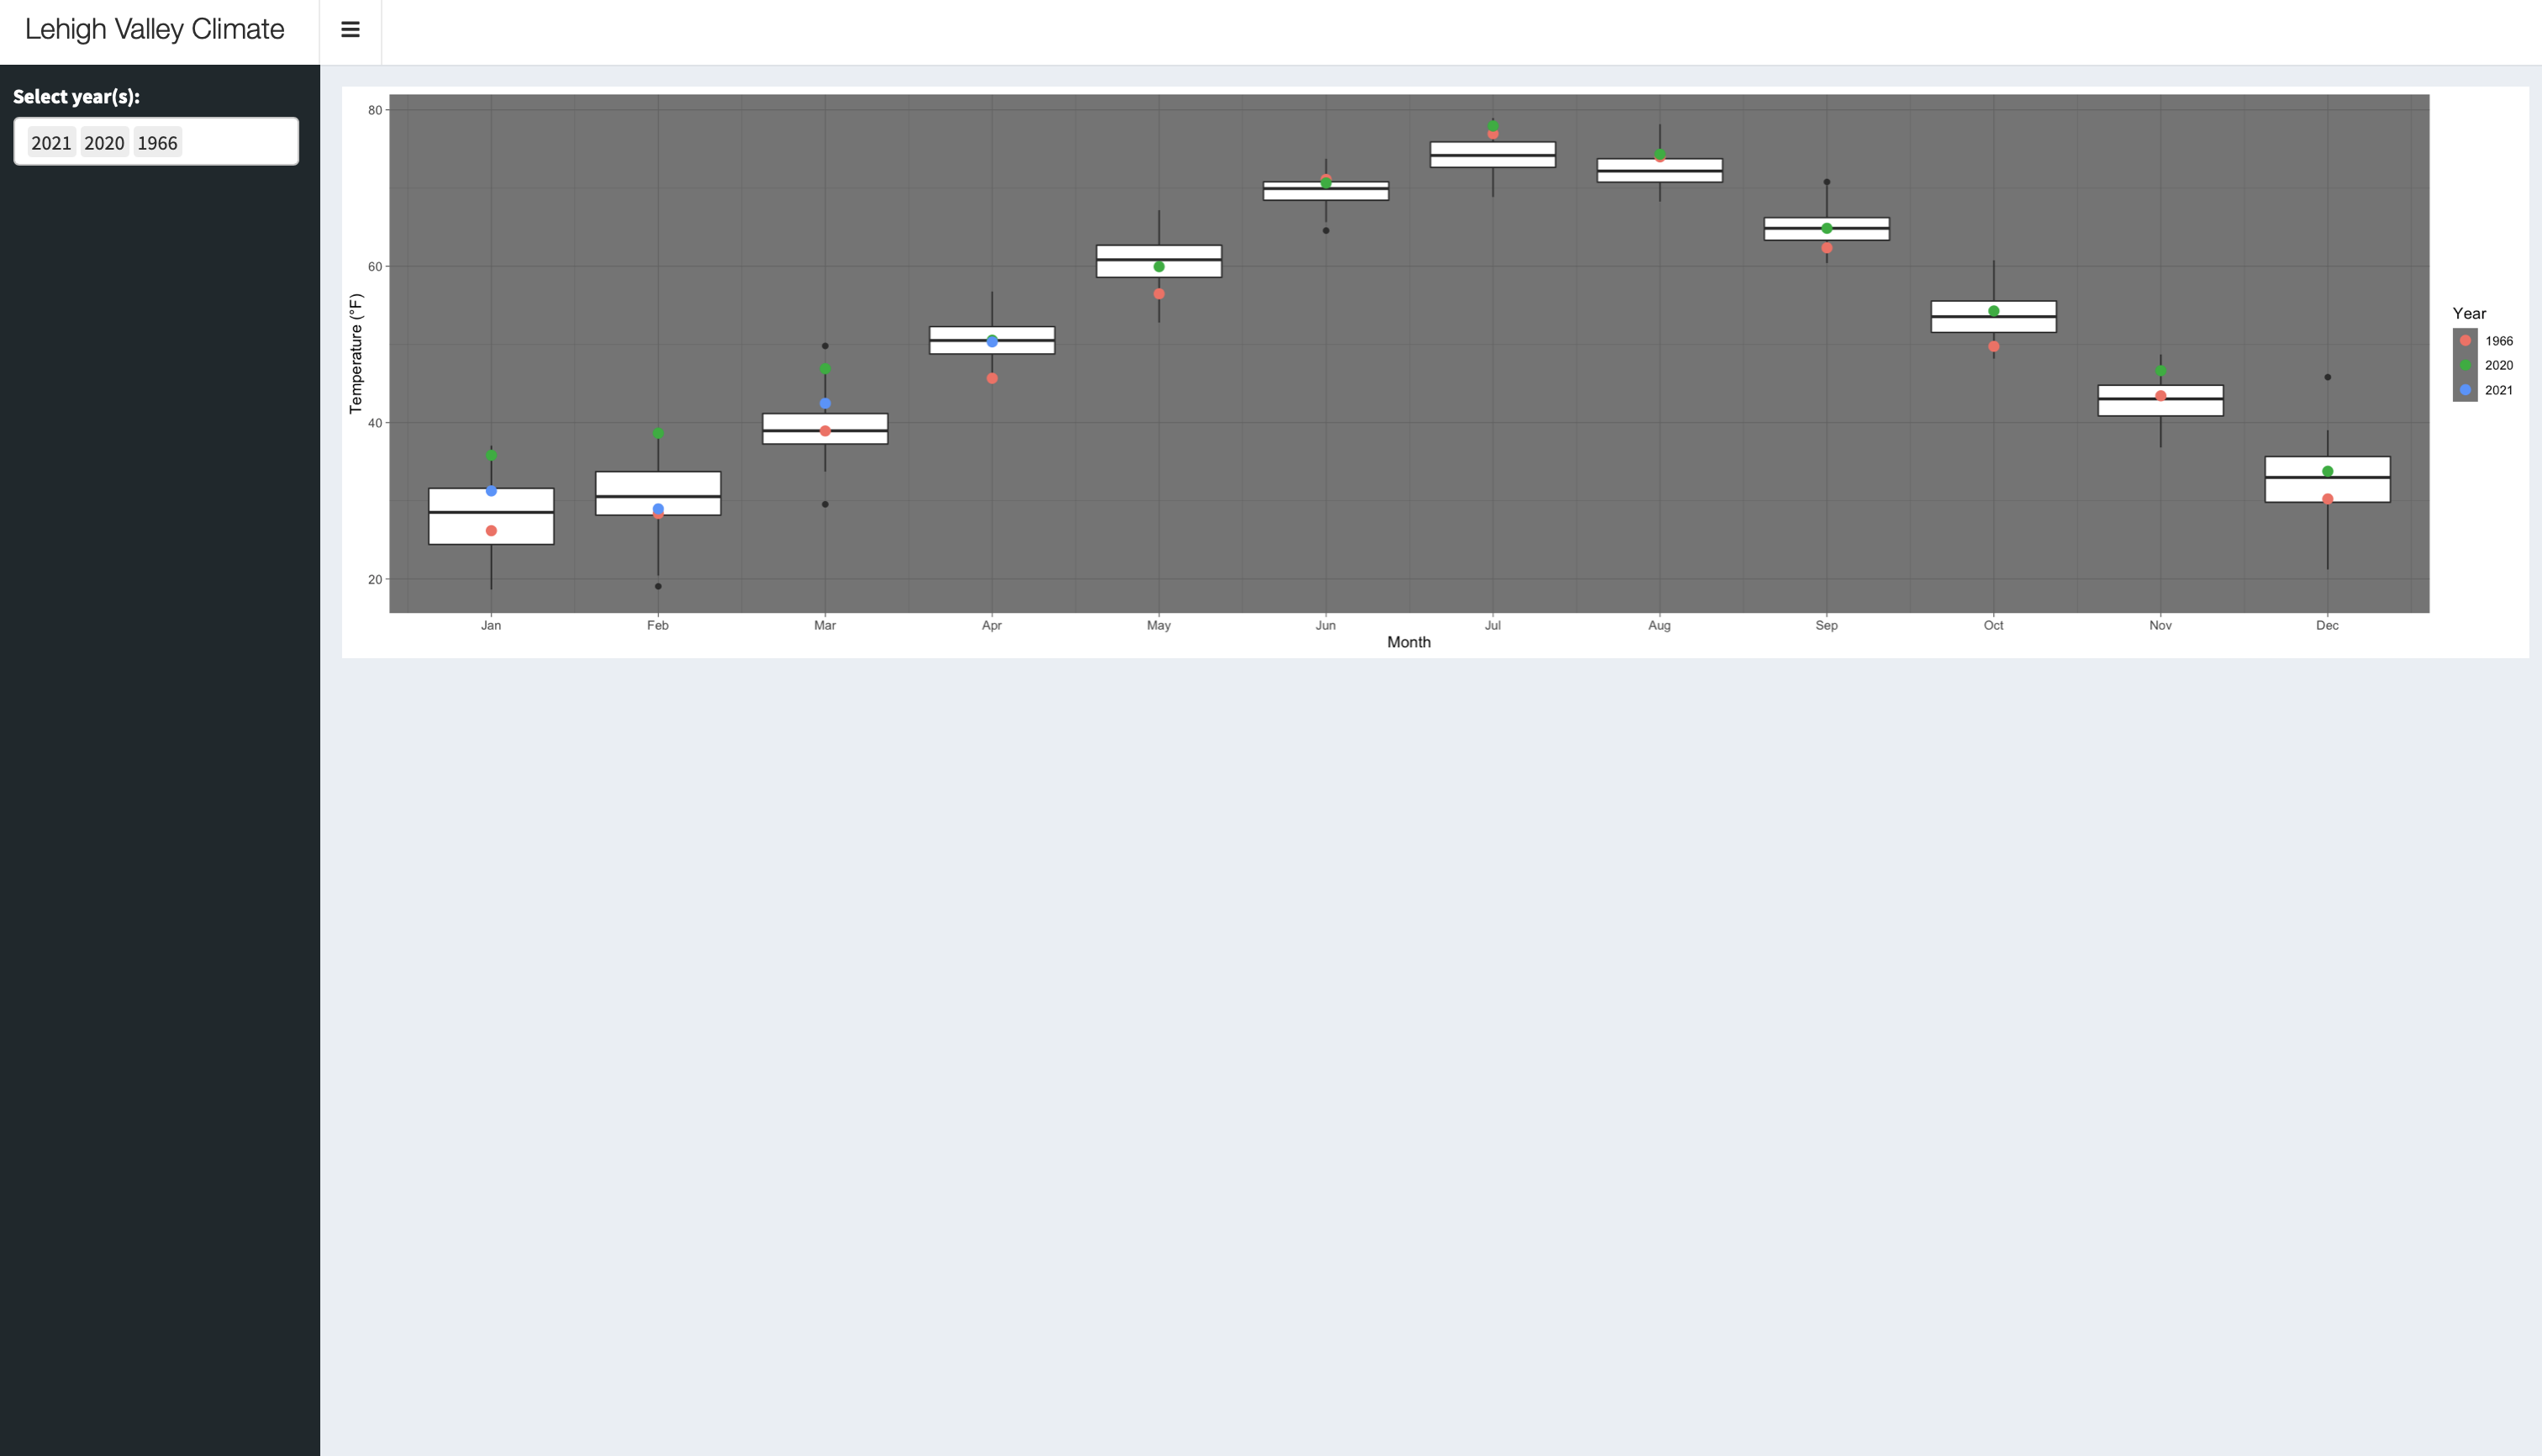 Lehigh Valley Climate
Select year(s):
2021 2020 1966
80
60
40
20
Temperature (°F)
Jan Feb Mar Apr May Jun Jul Aug Sep Oct Nov Dec
Month
Year
1966
2020
2021